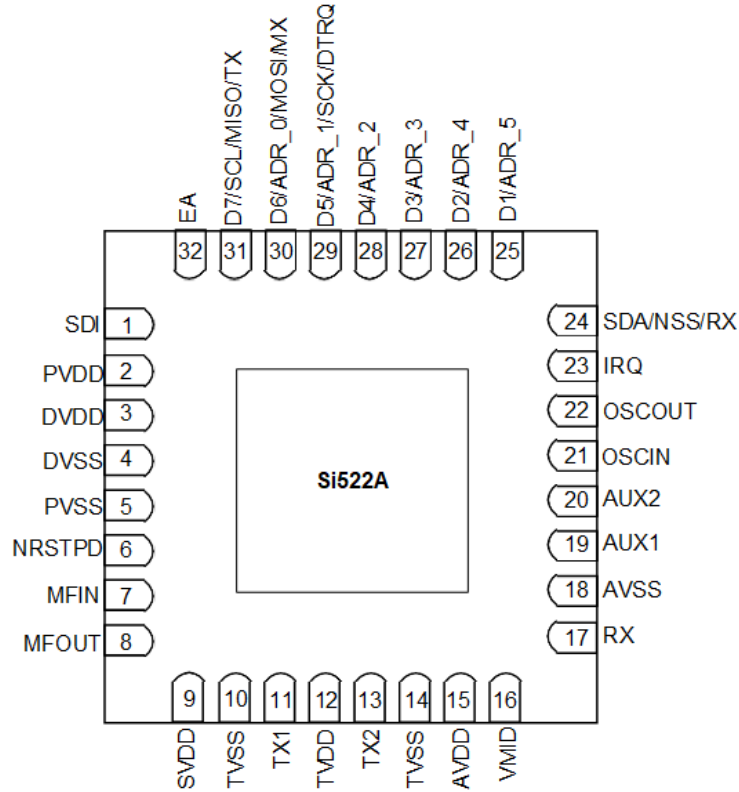 EA
D7/SCL/MISO/TX
D6/ADR_0/MOSI/MX
D5/ADR_1/SCK/DTRQ
D4/ADR_2
D3/ADR_3
D2/ADR_4
D1/ADR_5
32 31 30 29 28 27 26 25
SDI 1
PVDD 2
DVDD 3
DVSS 4
PVSS 5
NRSTPD 6
MFIN 7
MFOUT 8
Si522A
24 SDA/NSS/RX
23 IRQ
22 OSCOUT
21 OSCIN
20 AUX2
19 AUX1
18 AVSS
17 RX
9 10 11 12 13 14 15 16
SVDD
TVSS
TX1
TVDD
TX2
TVSS
AVDD
VMID